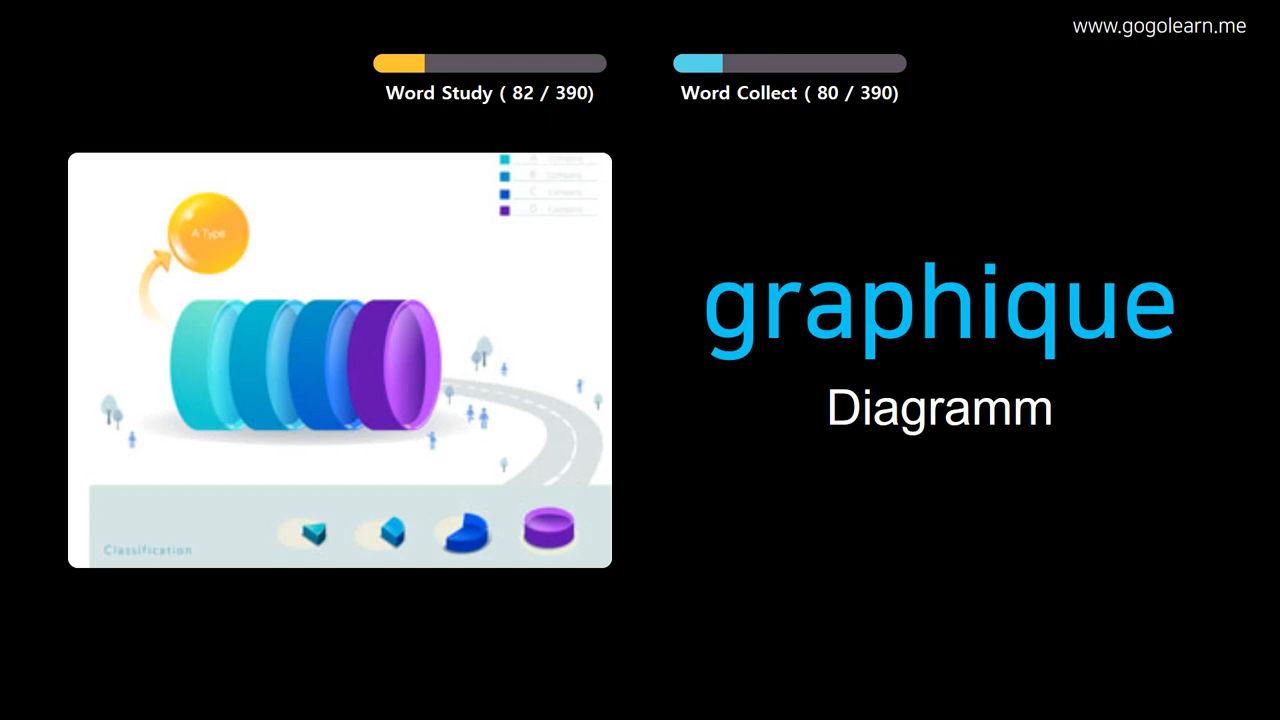 www.gogolearn.me
Word Study ( 82 / 390)
Word Collect ( 80 / 390)
A Type
A
B
C
D
graphique
Diagramm
Classification